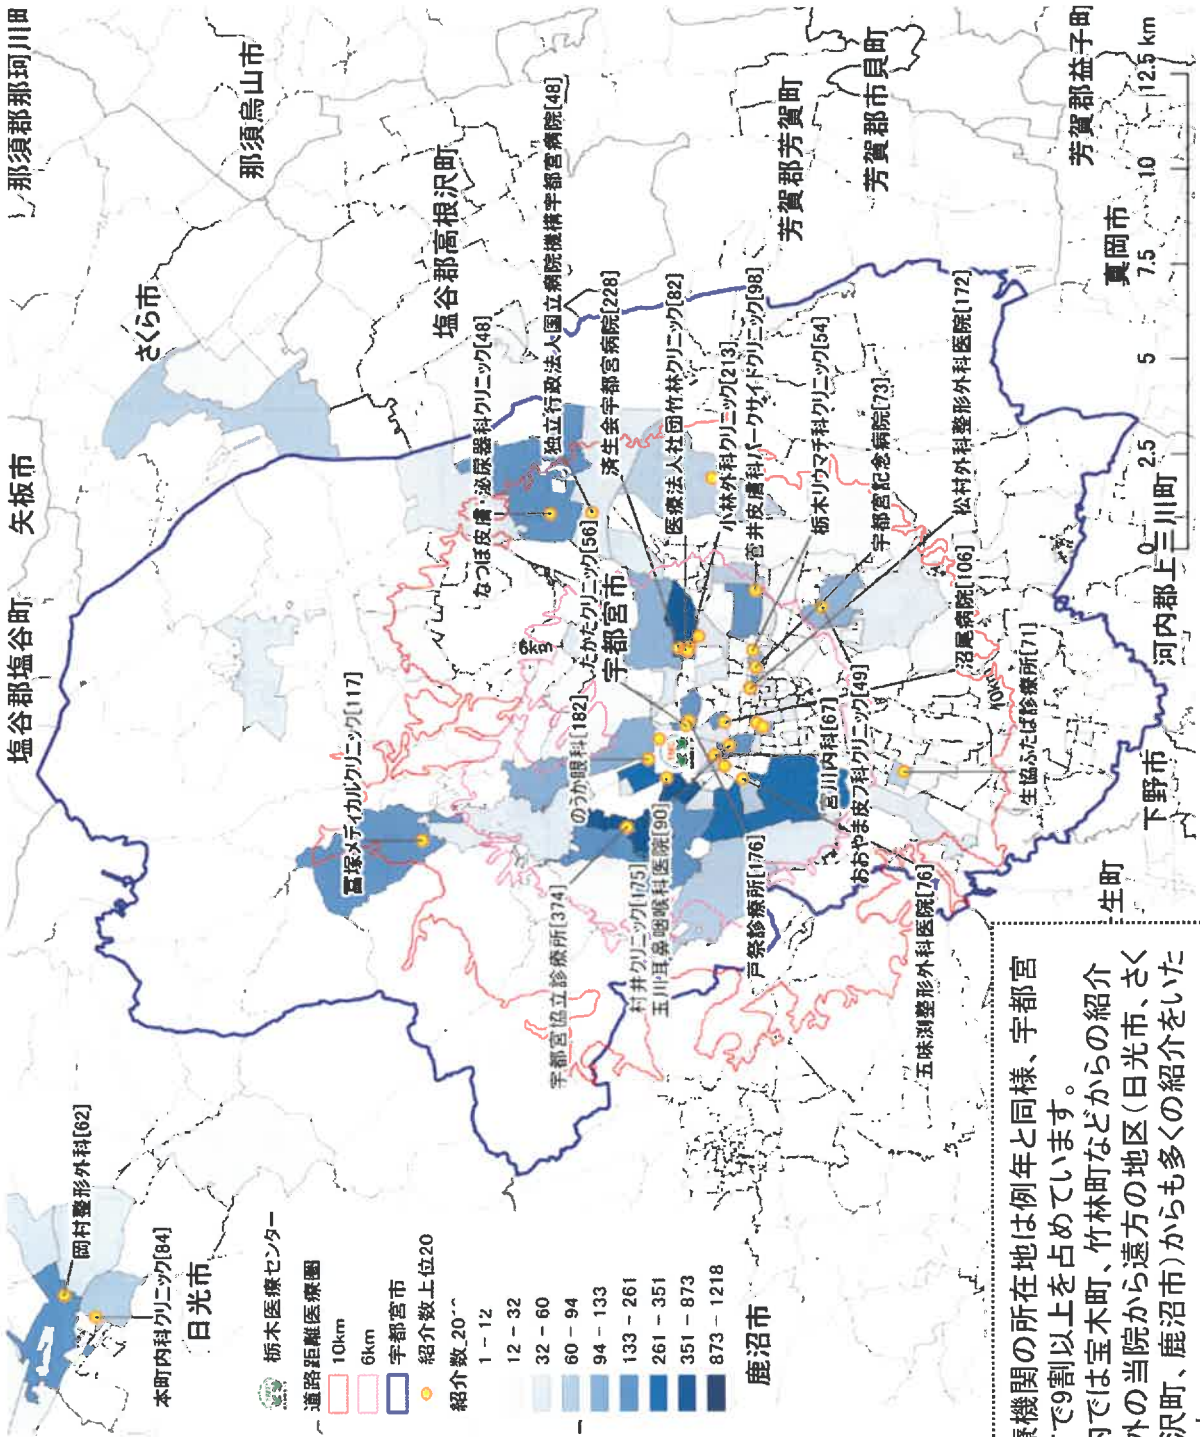 那須郡那珂川町
那須烏山市
矢板市
さくら市
塩谷郡塩谷町
塩谷郡高根沢町
なつぼ皮膚・泌尿器科クリニック[48]
独立行政法人国立病院機構宇都宮病院[48]
済生会宇都宮病院[228]
医療法人社団竹林クリニック[82]
小林外科クリニック[213]
菅井皮膚科パークサイドクリニック[98]
栃木リウマチ科クリニック[54]
宇都宮記念病院[73]
松村外科整形外科医院[172]
芳賀郡芳賀町
芳賀郡市貝町
芳賀郡益子町
真岡市
冨塚メディカルクリニック[117]
たかたクリニック[56]
宇都宮市
のうか眼科[182]
宇都宮協立診療所[374]
村井クリニック[175]
玉川耳鼻咽喉科医院[90]
戸祭診療所[176]
宮川内科[67]
おおやま皮フ科クリニック[49]
五味渕整形外科医院[76]
沼尾病院[106]
生協ふたば診療所[71]
6km
10km
河内郡上三川町
下野市
生町
0 2.5 5 7.5 10 12.5 km
岡村整形外科[62]
本町内科クリニック[84]
日光市
鹿沼市
栃木医療センター
道路距離医療圏
10km
6km
宇都宮市
紹介数上位20
1 - 12
12 - 32
32 - 60
60 - 94
94 - 133
133 - 261
261 - 351
351 - 873
873 - 1218
療機関の所在地は例年と同様、宇都宮
で9割以上を占めています。
内では宝木町、竹林町などからの紹介
外の当院から遠方の地区(日光市、さく
沢町、鹿沼市)からも多くの紹介をいた